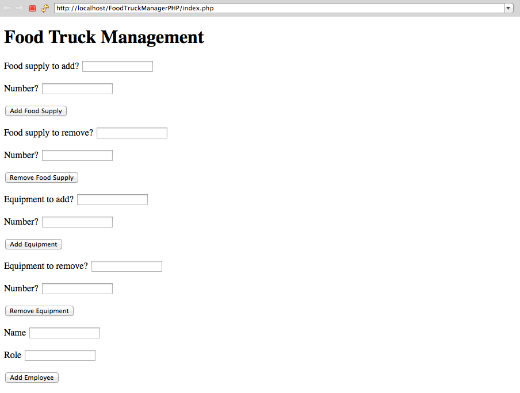 http://localhost/FoodTruckManagerPHP/index.php
Food Truck Management
Food supply to add?
Number?
Add Food Supply
Food supply to remove?
Number?
Remove Food Supply
Equipment to add?
Number?
Add Equipment
Equipment to remove?
Number?
Remove Equipment
Name
Role
Add Employee